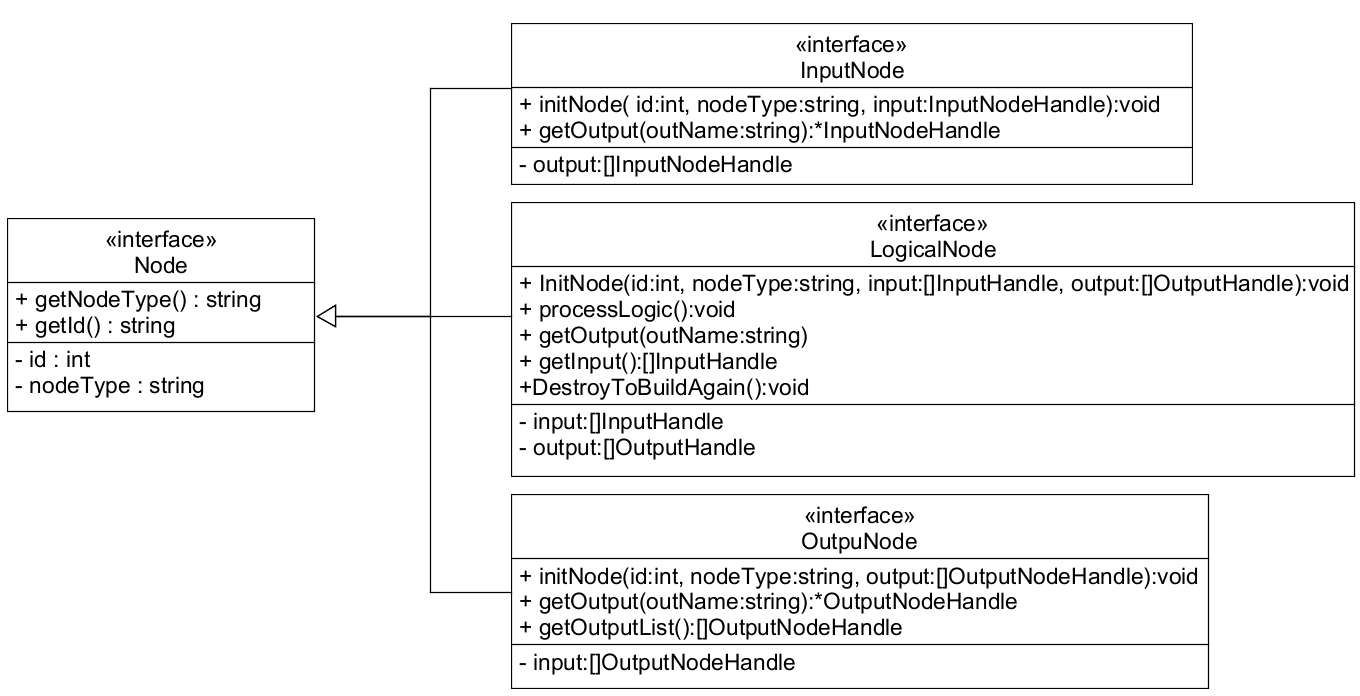 «interface»
InputNode
+ initNode( id:int, nodeType:string, input:InputNodeHandle):void
+ getOutput(outName:string):*InputNodeHandle
- output:[]InputNodeHandle
«interface»
Node
+ getNodeType() : string
+ getId() : string
- id : int
- nodeType : string
«interface»
LogicalNode
+ InitNode(id:int, nodeType:string, input:[]InputHandle, output:[]OutputHandle):void
+ processLogic():void
+ getOutput(outName:string)
+ getInput():[]InputHandle
+DestroyToBuildAgain():void
- input:[]InputHandle
- output:[]OutputHandle
«interface»
OutpuNode
+ initNode(id:int, nodeType:string, output:[]OutputNodeHandle):void
+ getOutput(outName:string):*OutputNodeHandle
+ getOutputList():[]OutputNodeHandle
- input:[]OutputNodeHandle